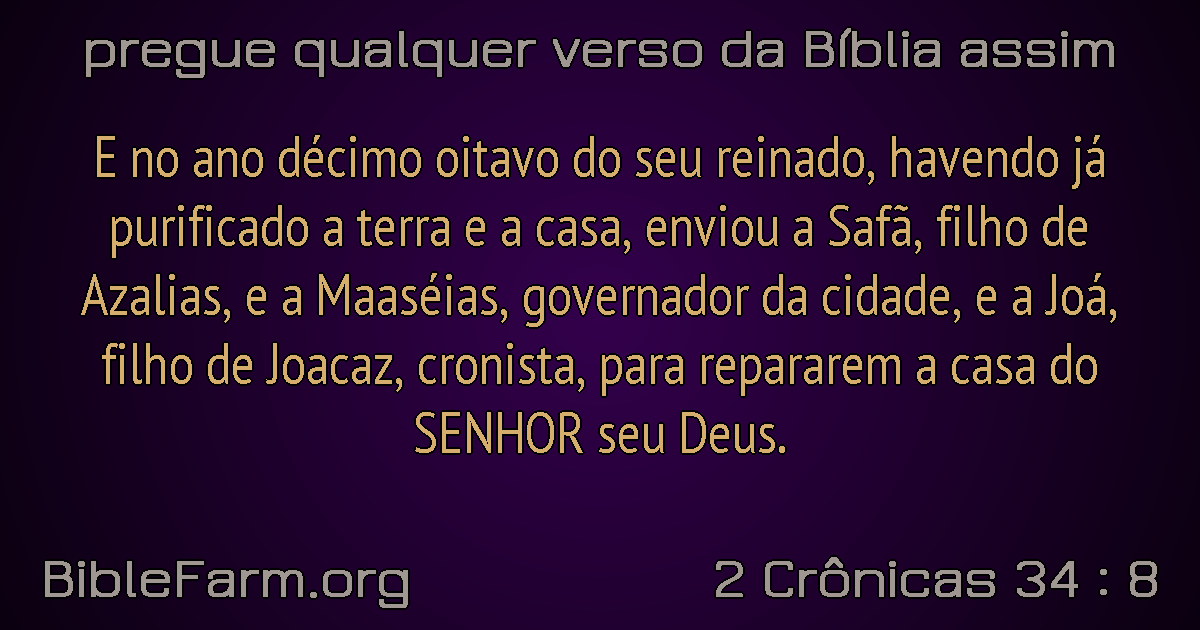 pregue qualquer verso da Bíblia assim
E no ano décimo oitavo do seu reinado, havendo já
purificado a terra e a casa, enviou a Safã, filho de
Azalias, e a Maaséias, governador da cidade, e a Joá,
filho de Joacaz, cronista, para repararem a casa do
SENHOR seu Deus.
BibleFarm.org
2 Crônicas 34 : 8